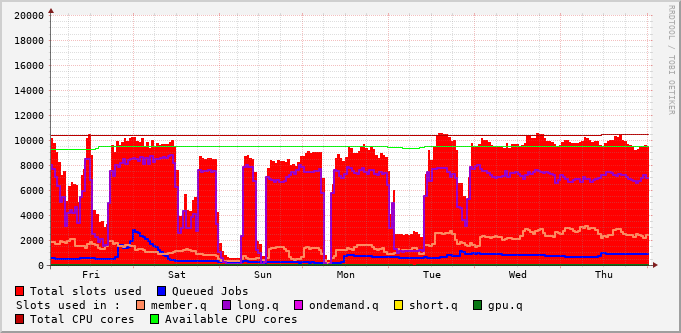 20000
18000
16000
14000
12000
10000
8000
6000
4000
2000
0
Fri Sat Sun Mon Tue Wed Thu
Total slots used Queued Jobs
Slots used in : member.q long.q ondemand.q short.q gpu.q
Total CPU cores Available CPU cores
RRDTOOL / TOBI OETIKER